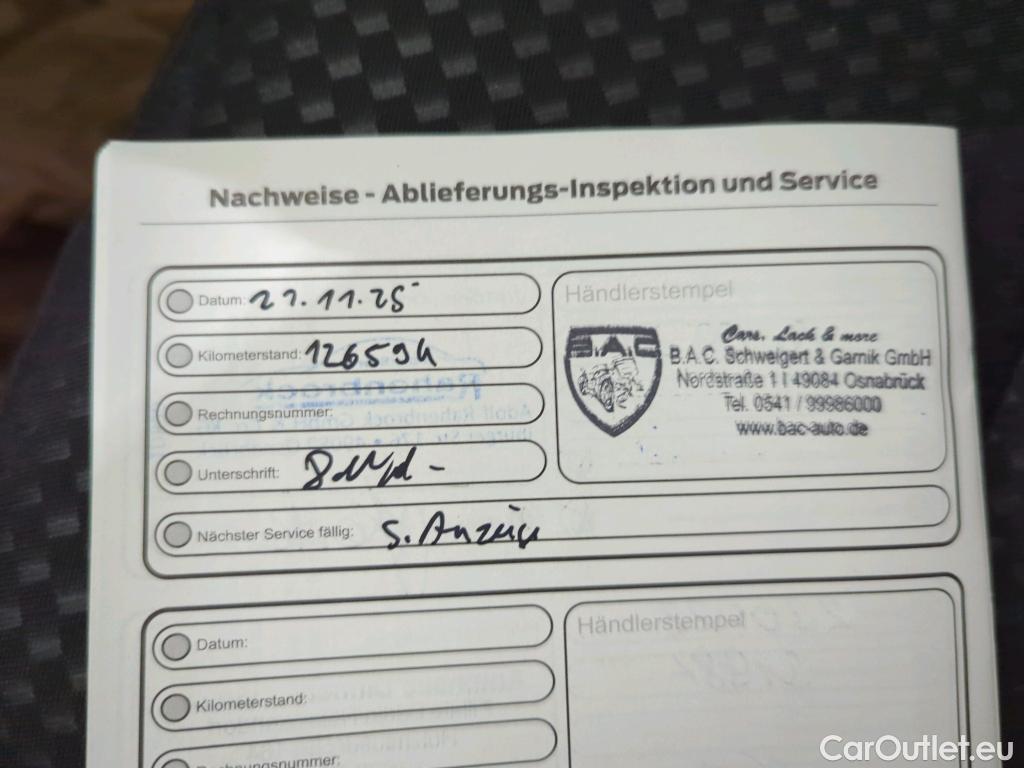 Nachweise - Ablieferungs-Inspektion und Service
Datum: 27.11.25
Kilometerstand: 126594
Rechnungsnummer:
Unterschrift:
Nächster Service fällig: s. Anzeige
Händlerstempel
B.A.C
Cars, Lack & more
B.A.C. Schweigert & Garnik GmbH
Nordstraße 1 I 49084 Osnabrück
Tel. 0541 / 99986000
www.bac-auto.de
Datum:
Kilometerstand:
Rechnungsnummer:
Händlerstempel
CarOutlet.eu